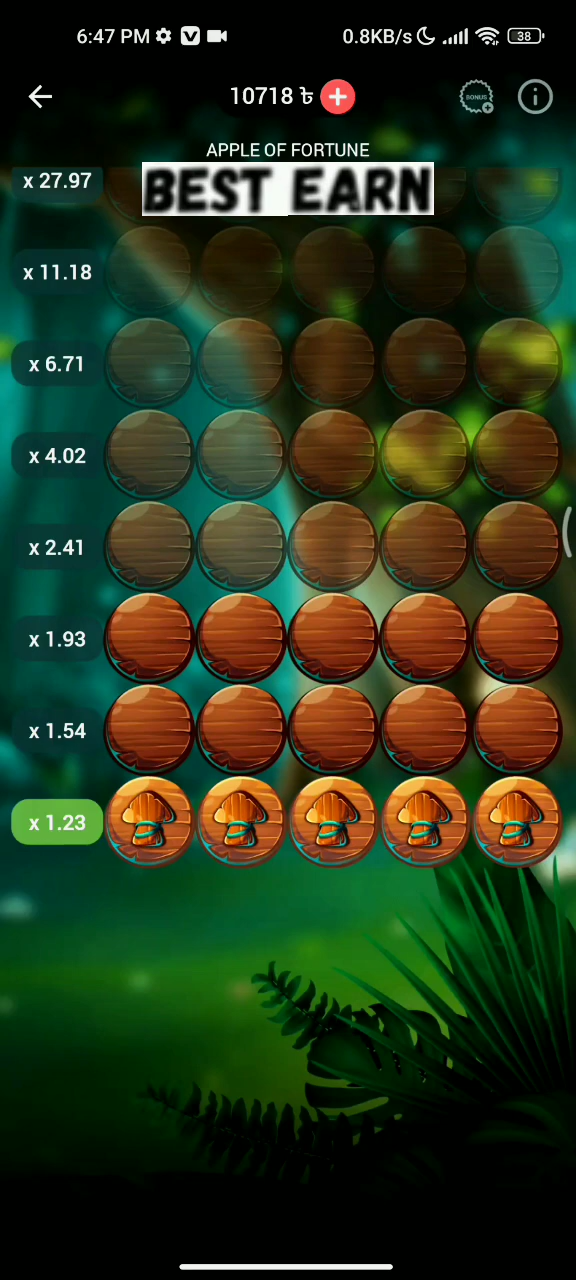 6:47 PM 0.8KB/s 38
10718 ৳ + BONUS
APPLE OF FORTUNE
BEST EARN
x 27.97
x 11.18
x 6.71
x 4.02
x 2.41
x 1.93
x 1.54
x 1.23